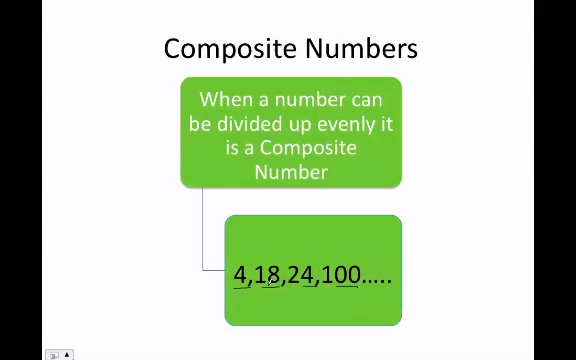 Composite Numbers
When a number can
be divided up evenly it
is a Composite
Number
4,18,24,100.....